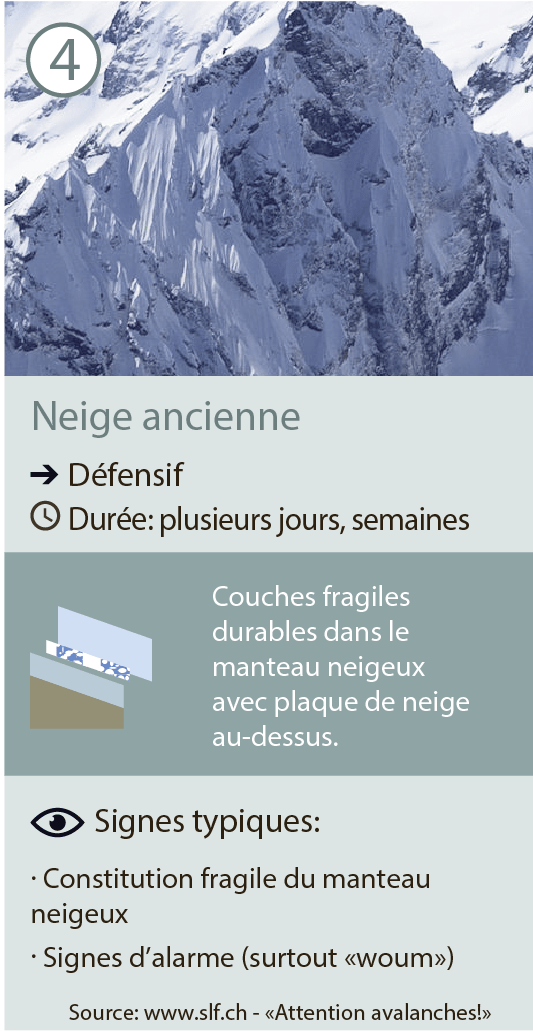 4
Neige ancienne
➔ Défensif
Durée: plusieurs jours, semaines
Couches fragiles
durables dans le
manteau neigeux
avec plaque de neige
au-dessus.
Signes typiques:
· Constitution fragile du manteau
neigeux
· Signes d’alarme (surtout «woum»)
Source: www.slf.ch - «Attention avalanches!»